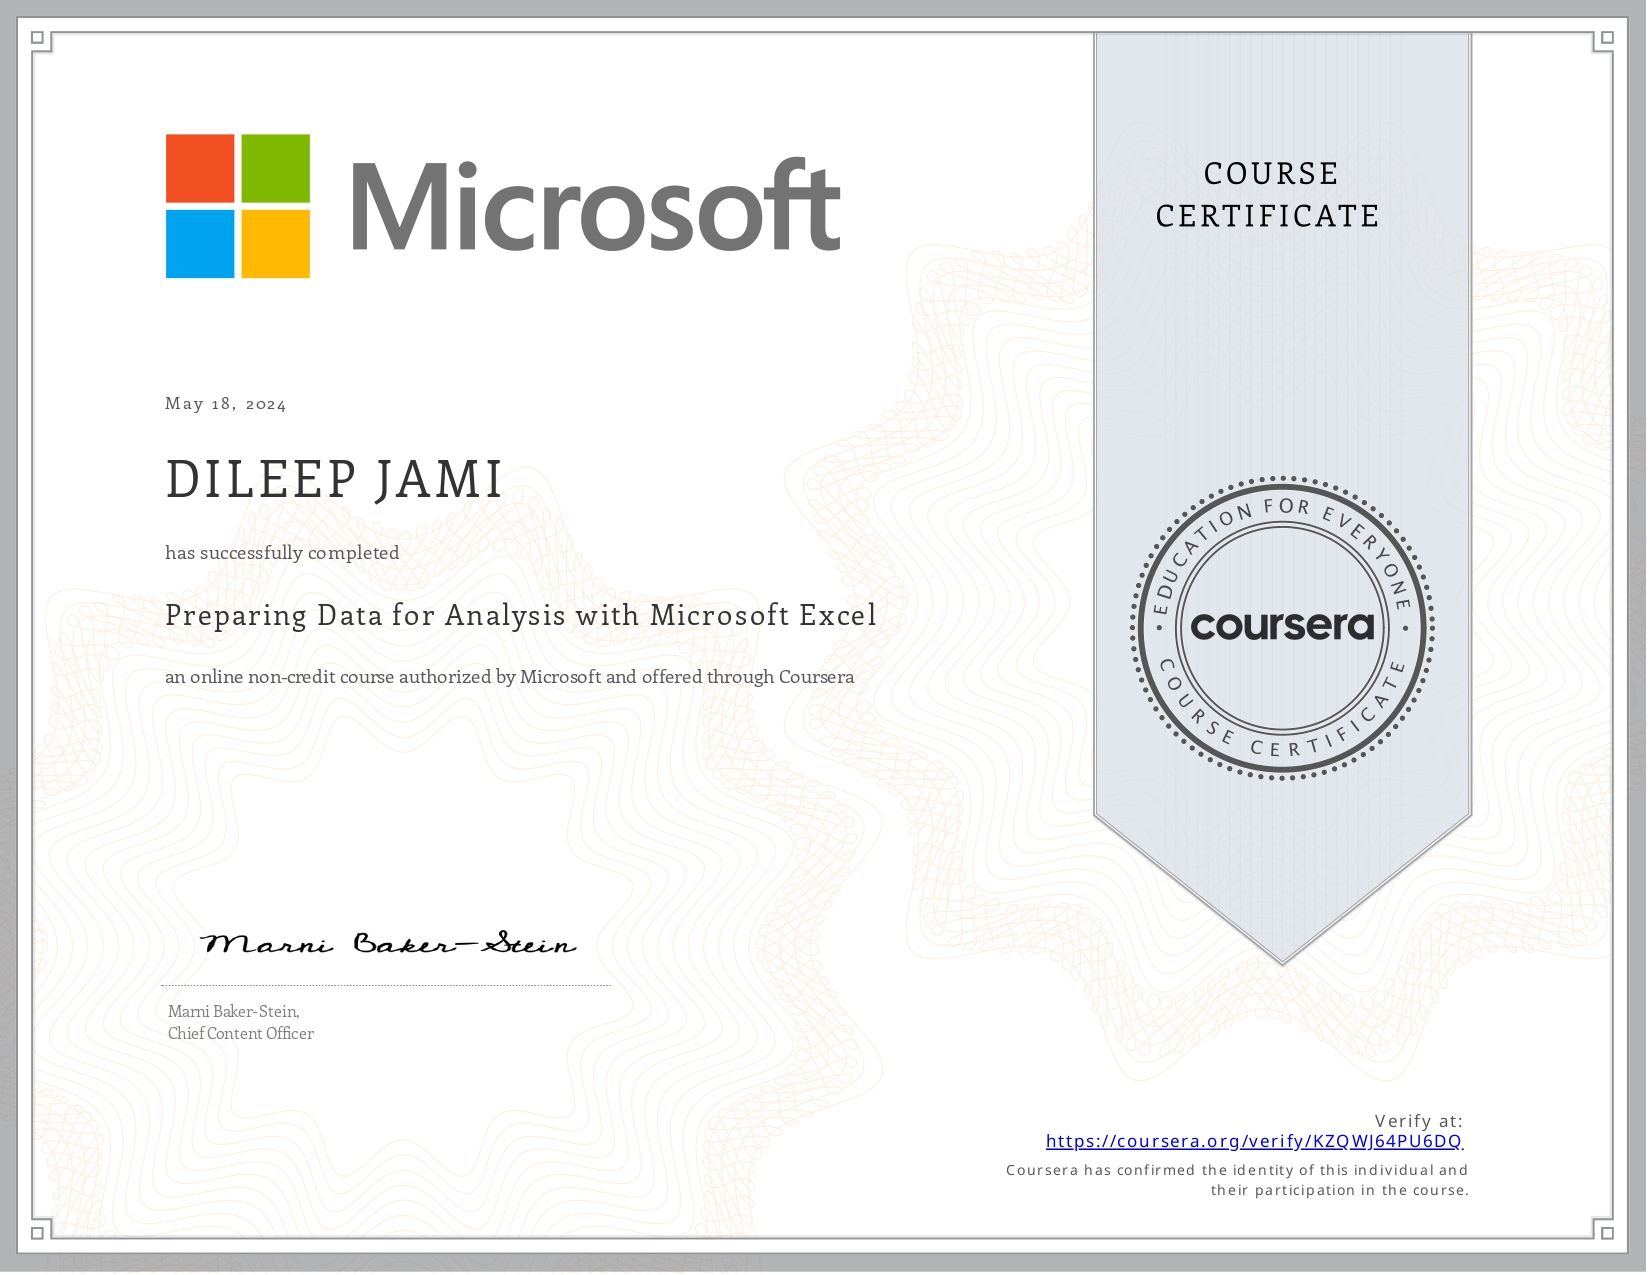 Microsoft
COURSE
CERTIFICATE
May 18, 2024
DILEEP JAMI
has successfully completed
Preparing Data for Analysis with Microsoft Excel
an online non-credit course authorized by Microsoft and offered through Coursera
• EDUCATION FOR EVERYONE •
coursera
COURSE CERTIFICATE
Marni Baker-Stein
Marni Baker-Stein,
Chief Content Officer
Verify at:
https://coursera.org/verify/KZQWJ64PU6DQ
Coursera has confirmed the identity of this individual and
their participation in the course.